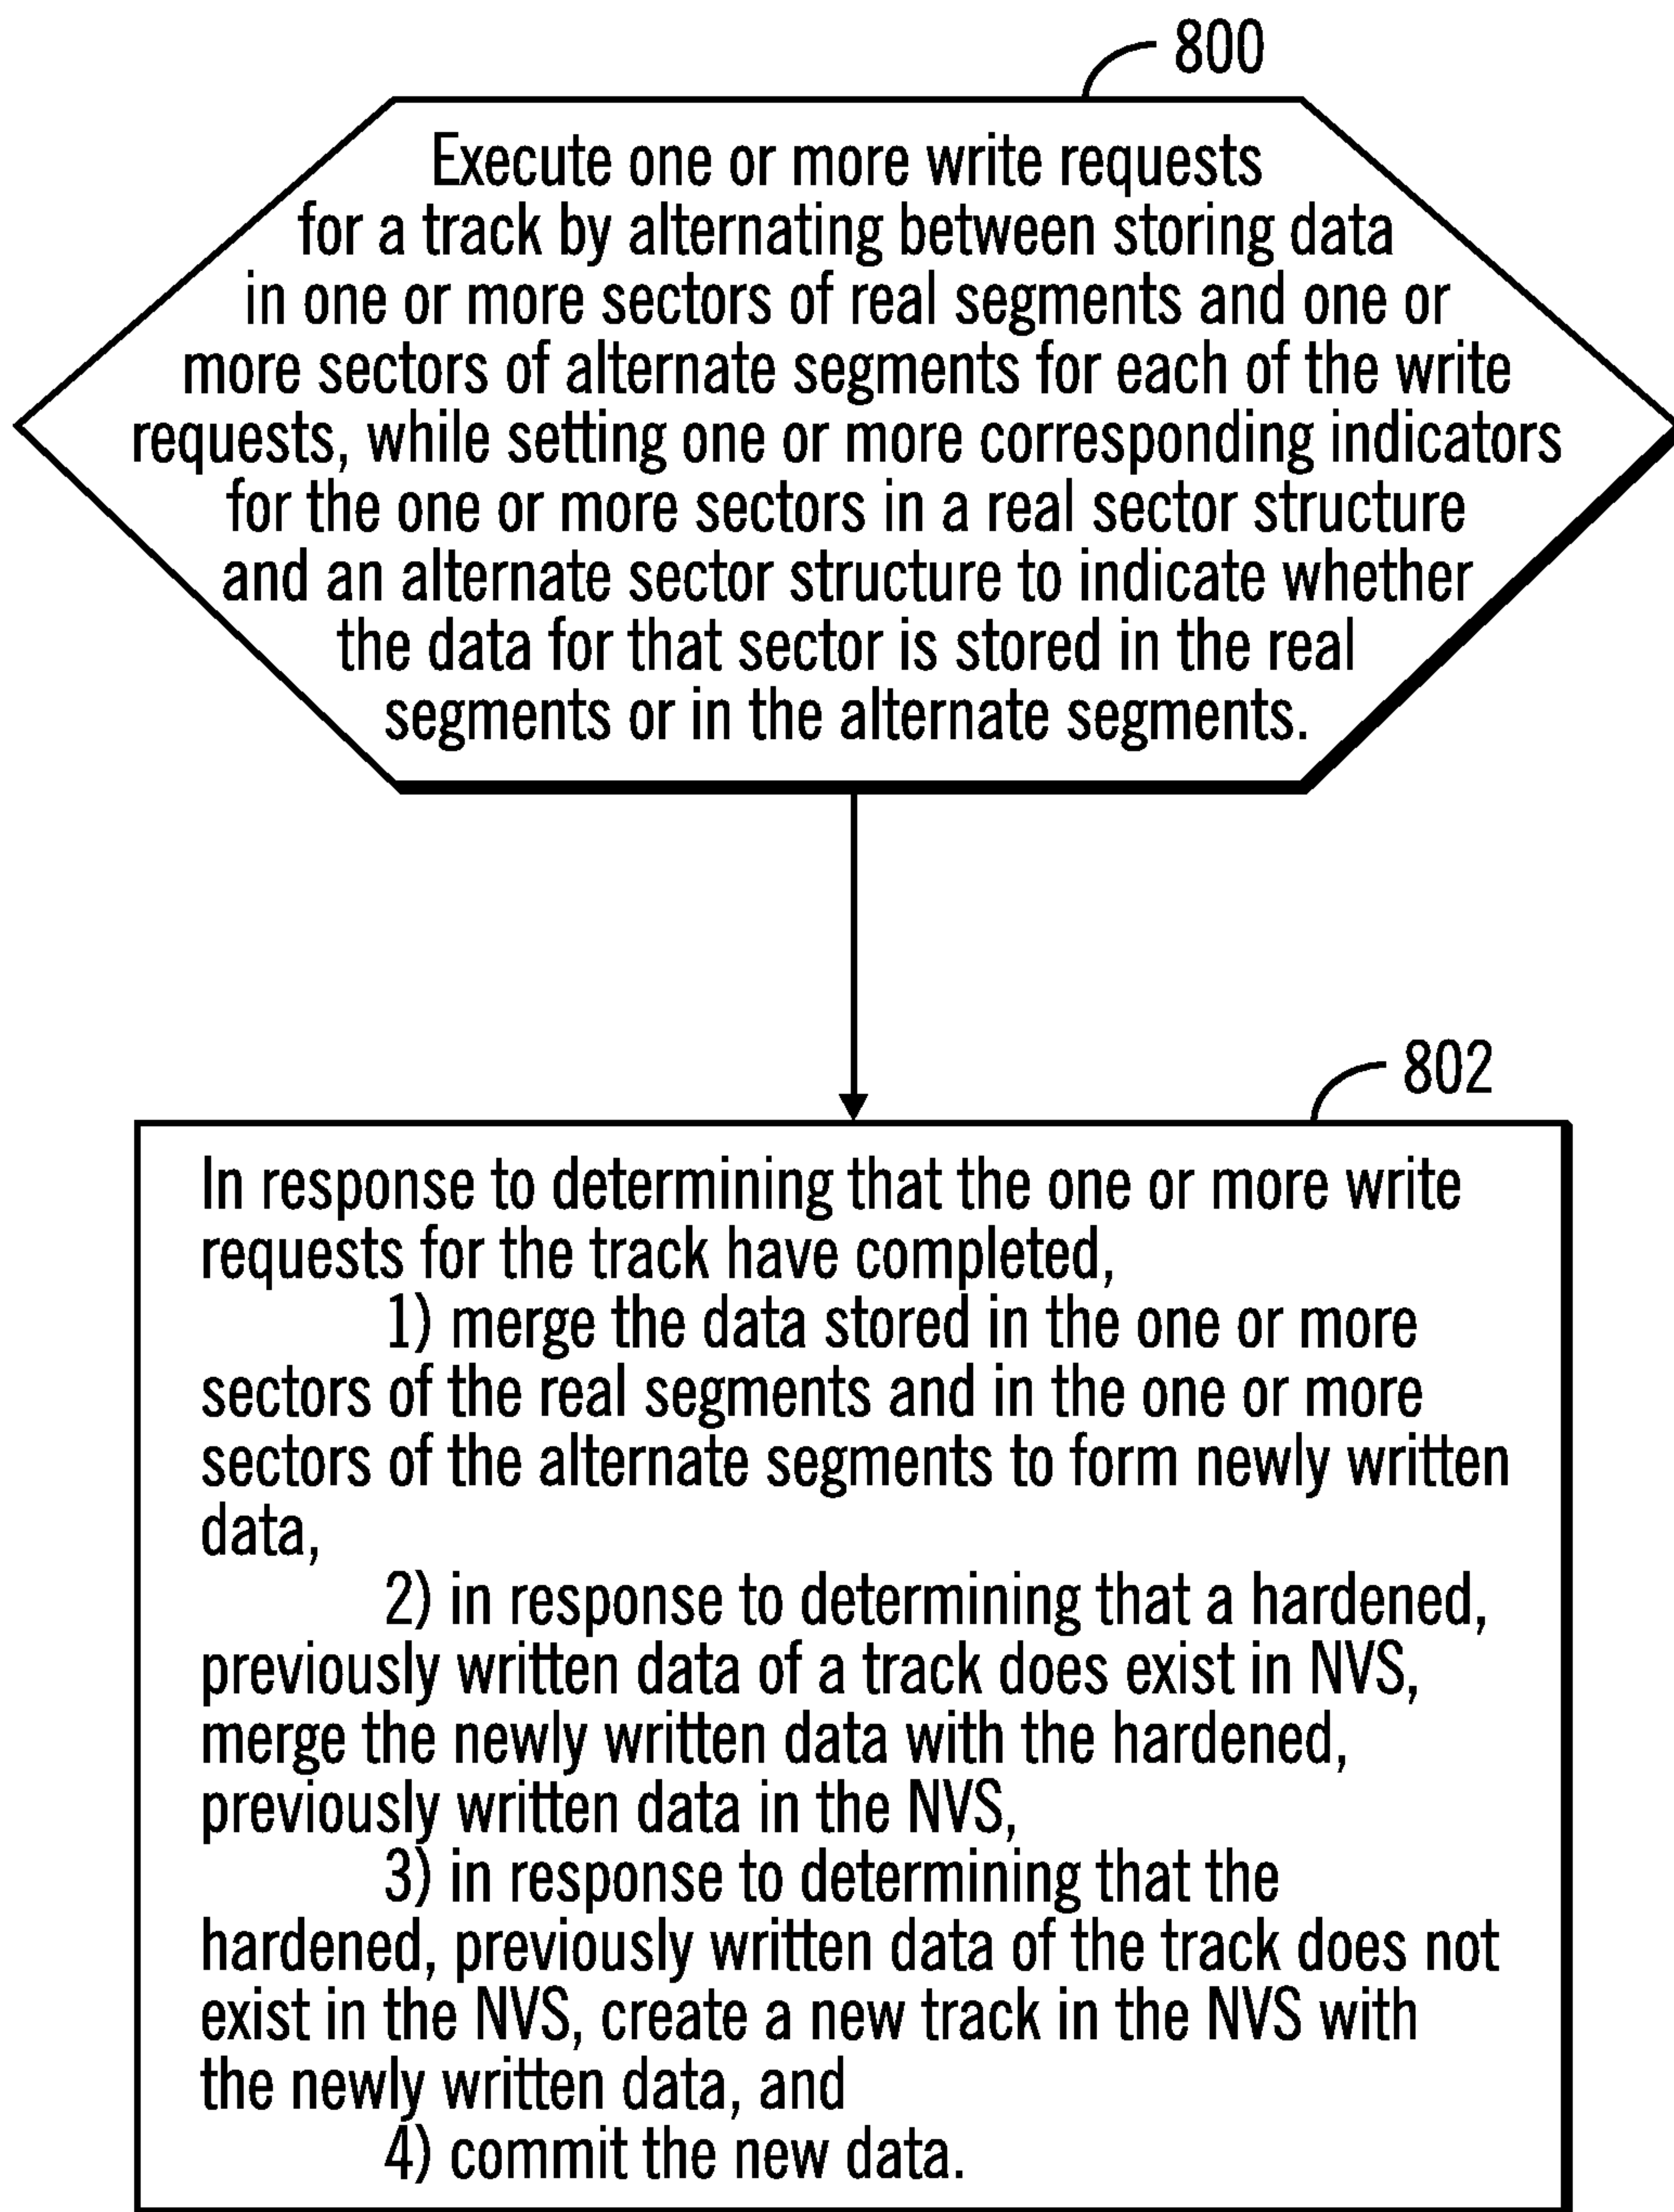 800
Execute one or more write requests
for a track by alternating between storing data
in one or more sectors of real segments and one or
more sectors of alternate segments for each of the write
requests, while setting one or more corresponding indicators
for the one or more sectors in a real sector structure
and an alternate sector structure to indicate whether
the data for that sector is stored in the real
segments or in the alternate segments.
802
In response to determining that the one or more write
requests for the track have completed,
1) merge the data stored in the one or more
sectors of the real segments and in the one or more
sectors of the alternate segments to form newly written
data,
2) in response to determining that a hardened,
previously written data of a track does exist in NVS,
merge the newly written data with the hardened,
previously written data in the NVS,
3) in response to determining that the
hardened, previously written data of the track does not
exist in the NVS, create a new track in the NVS with
the newly written data, and
4) commit the new data.